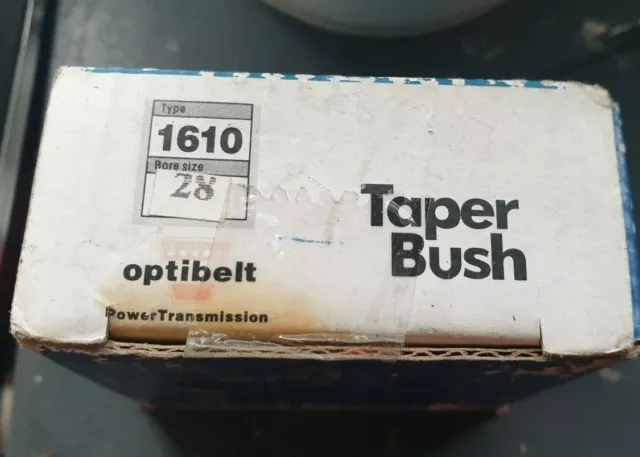 Type
1610
Bore size
28
Taper
Bush
optibelt
PowerTransmission